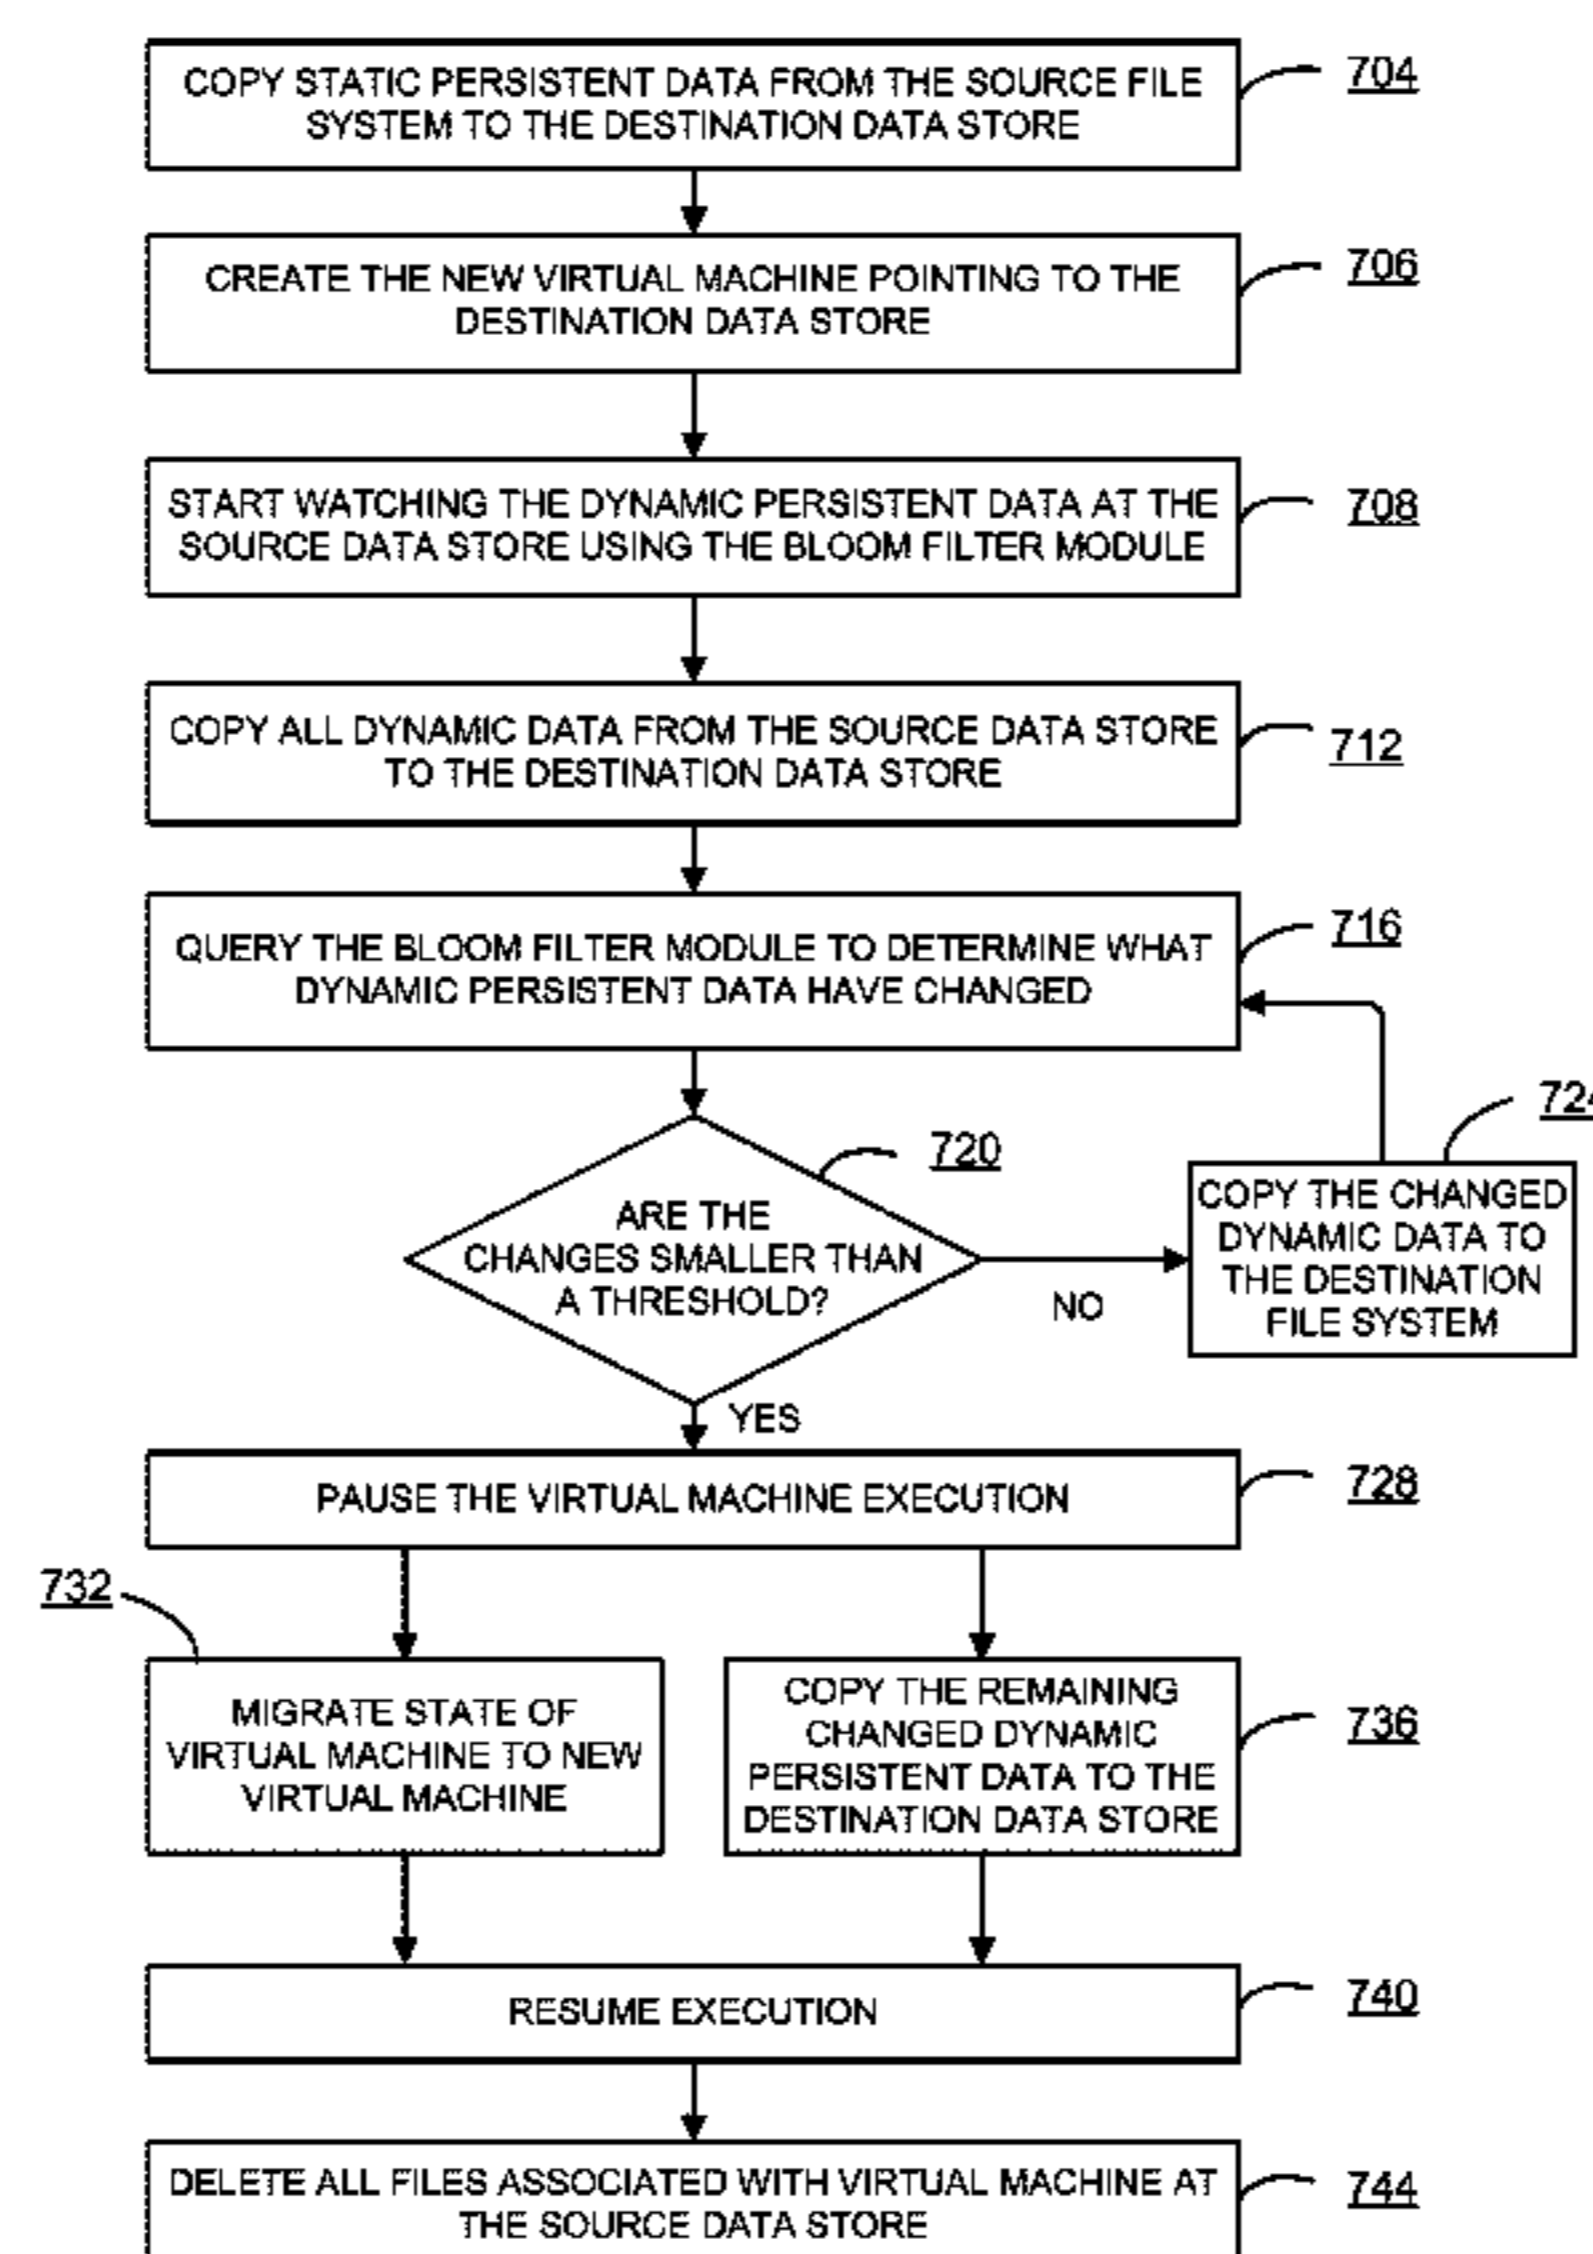 COPY STATIC PERSISTENT DATA FROM THE SOURCE FILE
SYSTEM TO THE DESTINATION DATA STORE
704
CREATE THE NEW VIRTUAL MACHINE POINTING TO THE
DESTINATION DATA STORE
706
START WATCHING THE DYNAMIC PERSISTENT DATA AT THE
SOURCE DATA STORE USING THE BLOOM FILTER MODULE
708
COPY ALL DYNAMIC DATA FROM THE SOURCE DATA STORE
TO THE DESTINATION DATA STORE
712
QUERY THE BLOOM FILTER MODULE TO DETERMINE WHAT
DYNAMIC PERSISTENT DATA HAVE CHANGED
716
ARE THE
CHANGES SMALLER THAN
A THRESHOLD?
720
NO
COPY THE CHANGED
DYNAMIC DATA TO
THE DESTINATION
FILE SYSTEM
724
YES
PAUSE THE VIRTUAL MACHINE EXECUTION
728
732
MIGRATE STATE OF
VIRTUAL MACHINE TO NEW
VIRTUAL MACHINE
COPY THE REMAINING
CHANGED DYNAMIC
PERSISTENT DATA TO THE
DESTINATION DATA STORE
736
RESUME EXECUTION
740
DELETE ALL FILES ASSOCIATED WITH VIRTUAL MACHINE AT
THE SOURCE DATA STORE
744